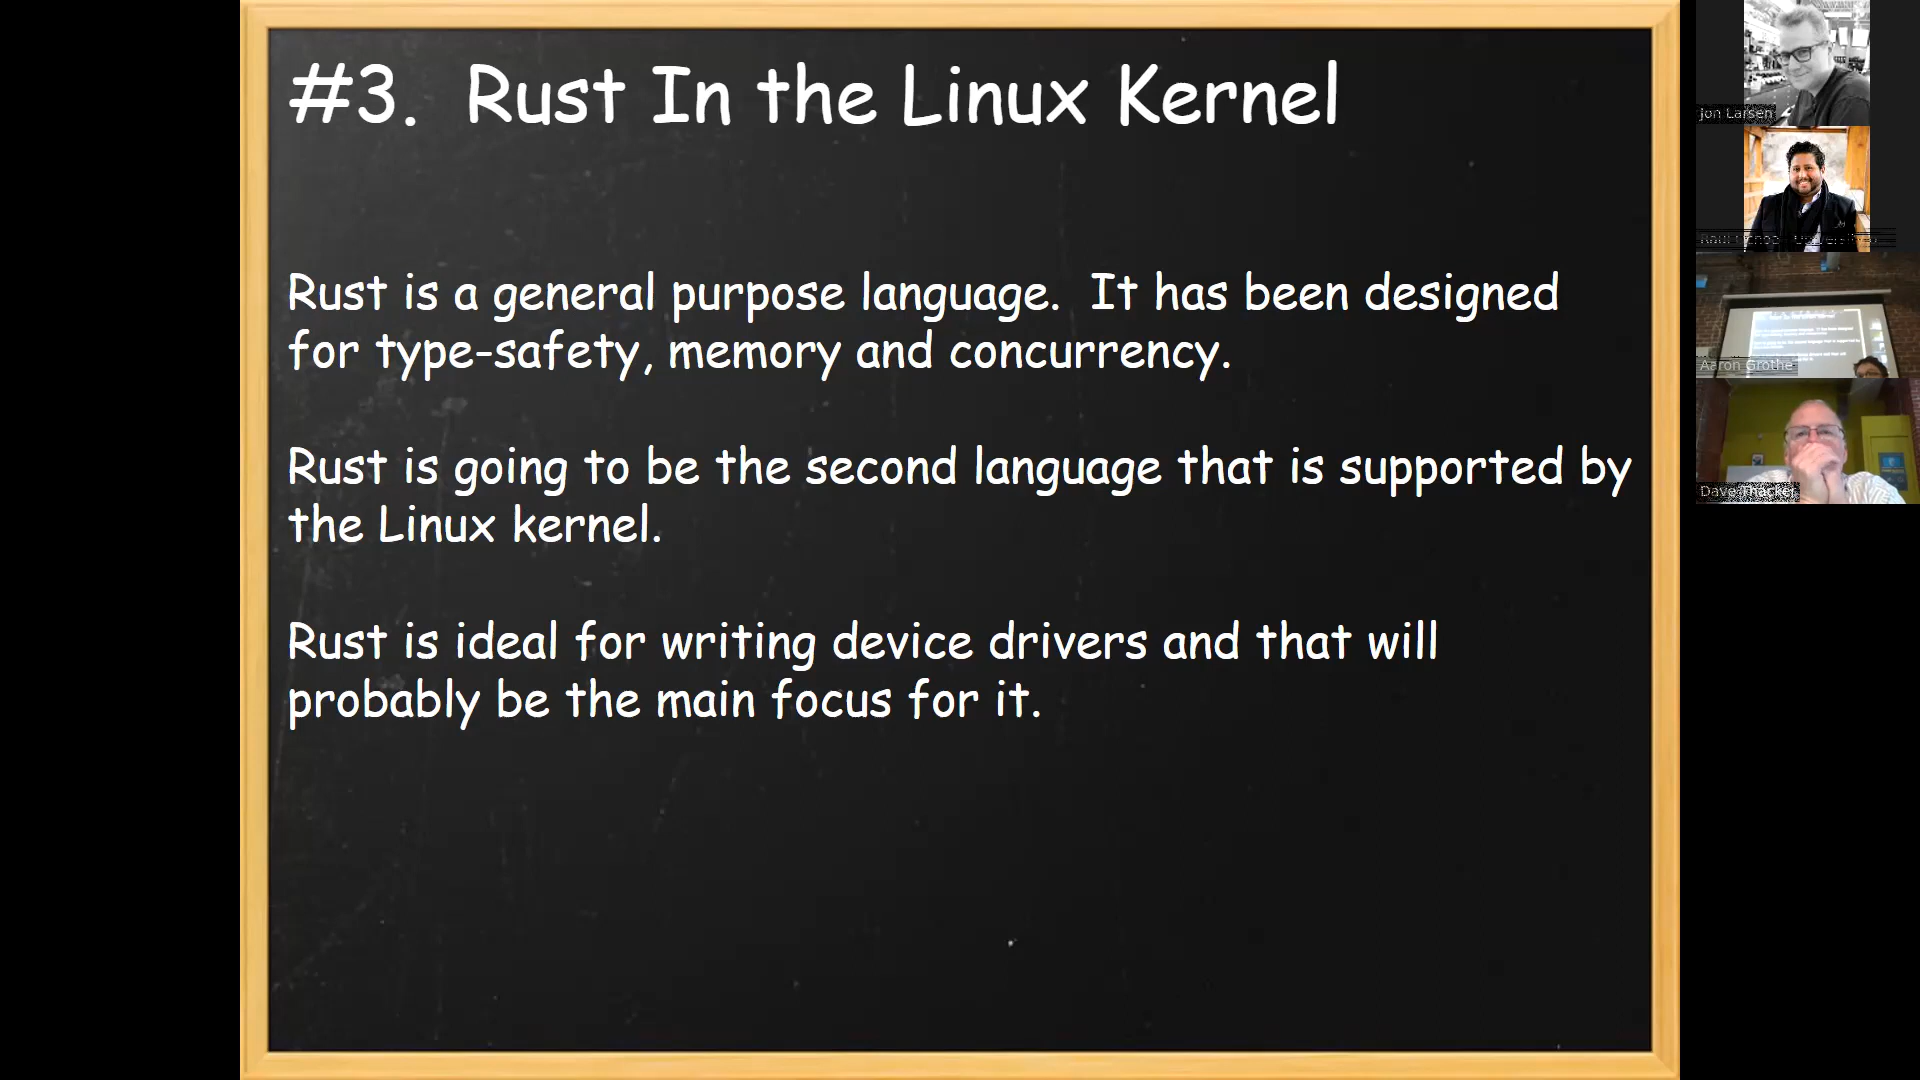 #3. Rust In the Linux Kernel
Rust is a general purpose language. It has been designed
for type-safety, memory and concurrency.
Rust is going to be the second language that is supported by
the Linux kernel.
Rust is ideal for writing device drivers and that will
probably be the main focus for it.
Jon Larsen
Aaron Grothe
Dave Thacker